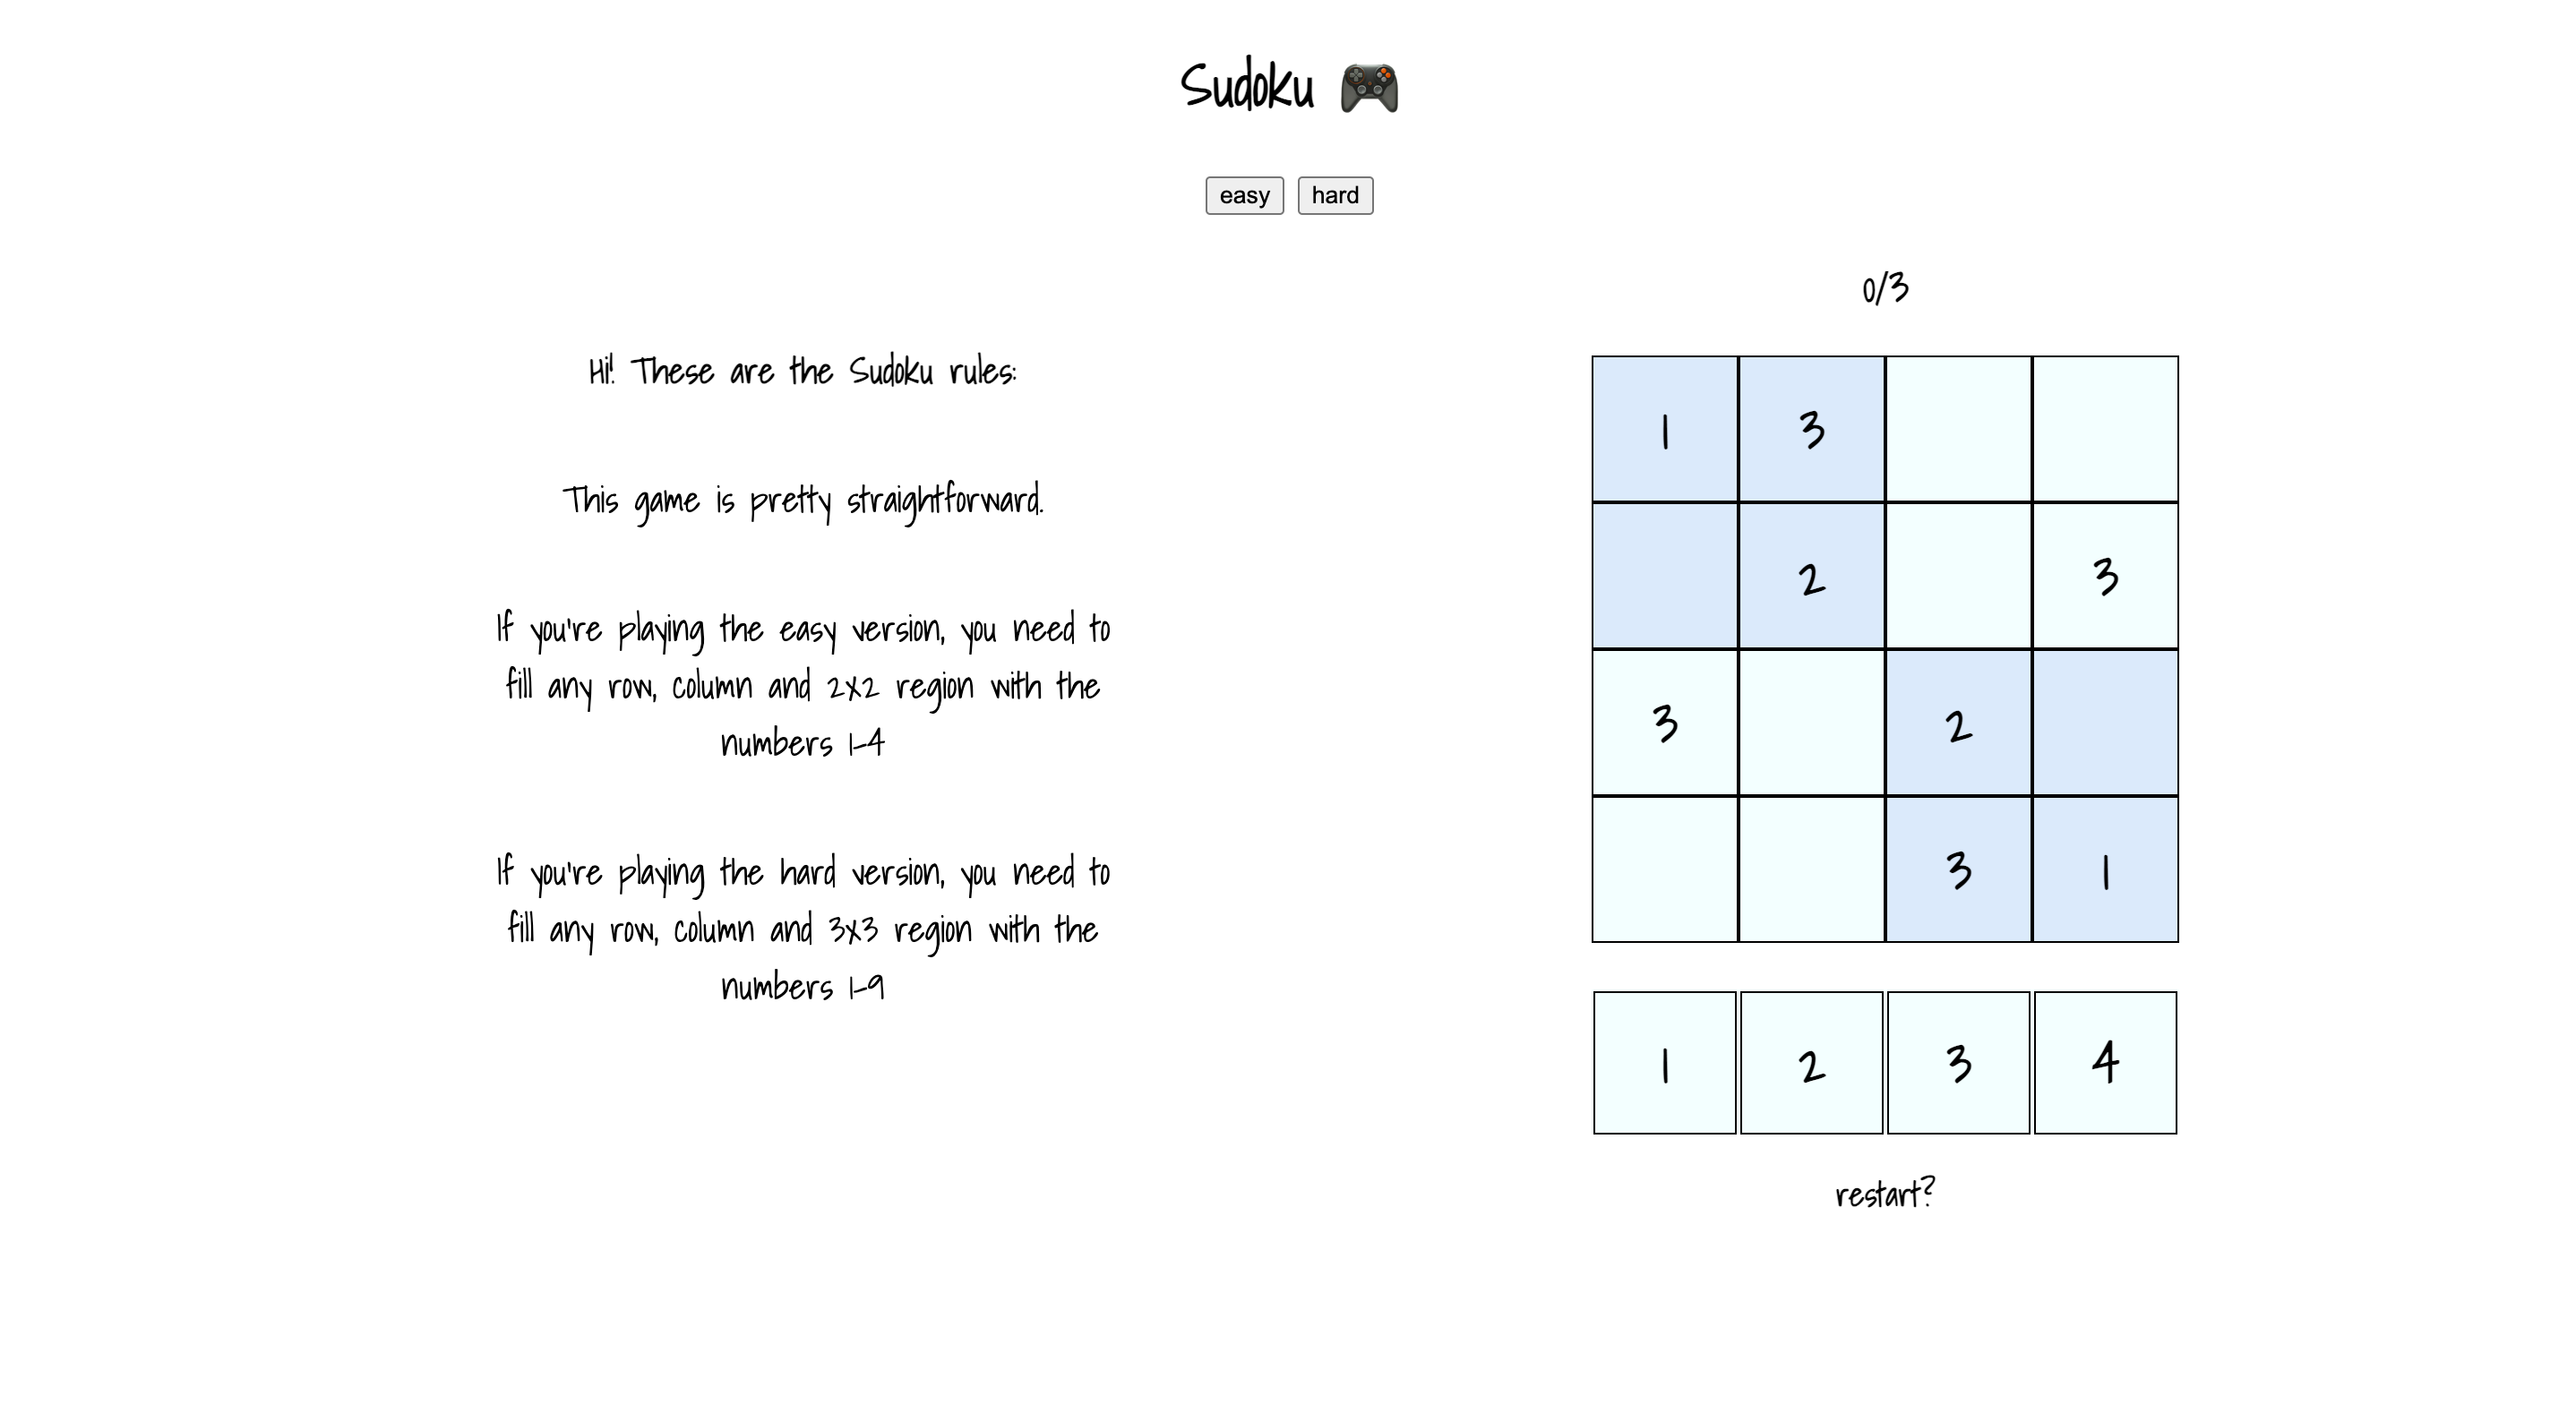 Sudoku
easy hard
0/3
Hi! These are the Sudoku rules:
This game is pretty straightforward.
If you're playing the easy version, you need to
fill any row, column and 2x2 region with the
numbers 1-4
If you're playing the hard version, you need to
fill any row, column and 3x3 region with the
numbers 1-9
1 3
2 3
3 2
3 1
1 2 3 4
restart?